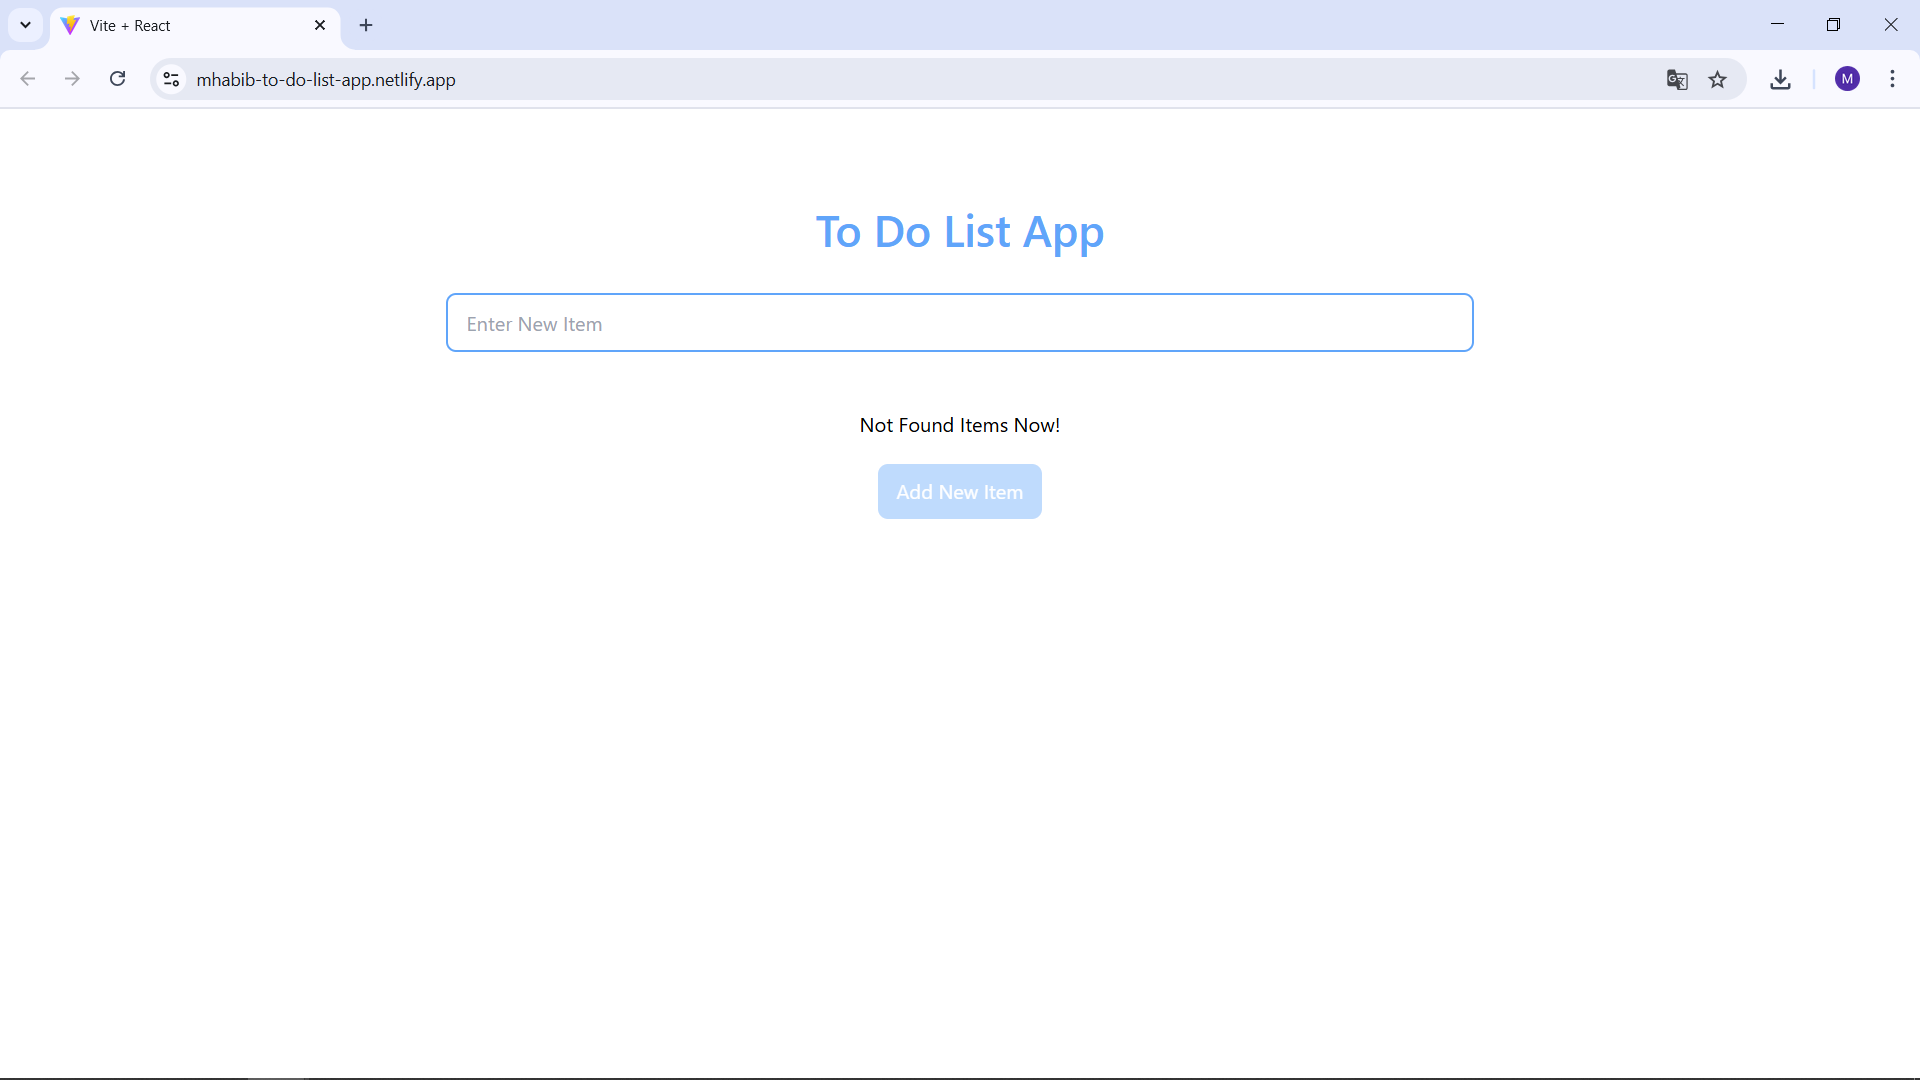 Vite + React
mhabib-to-do-list-app.netlify.app
M
To Do List App
Enter New Item
Not Found Items Now!
Add New Item